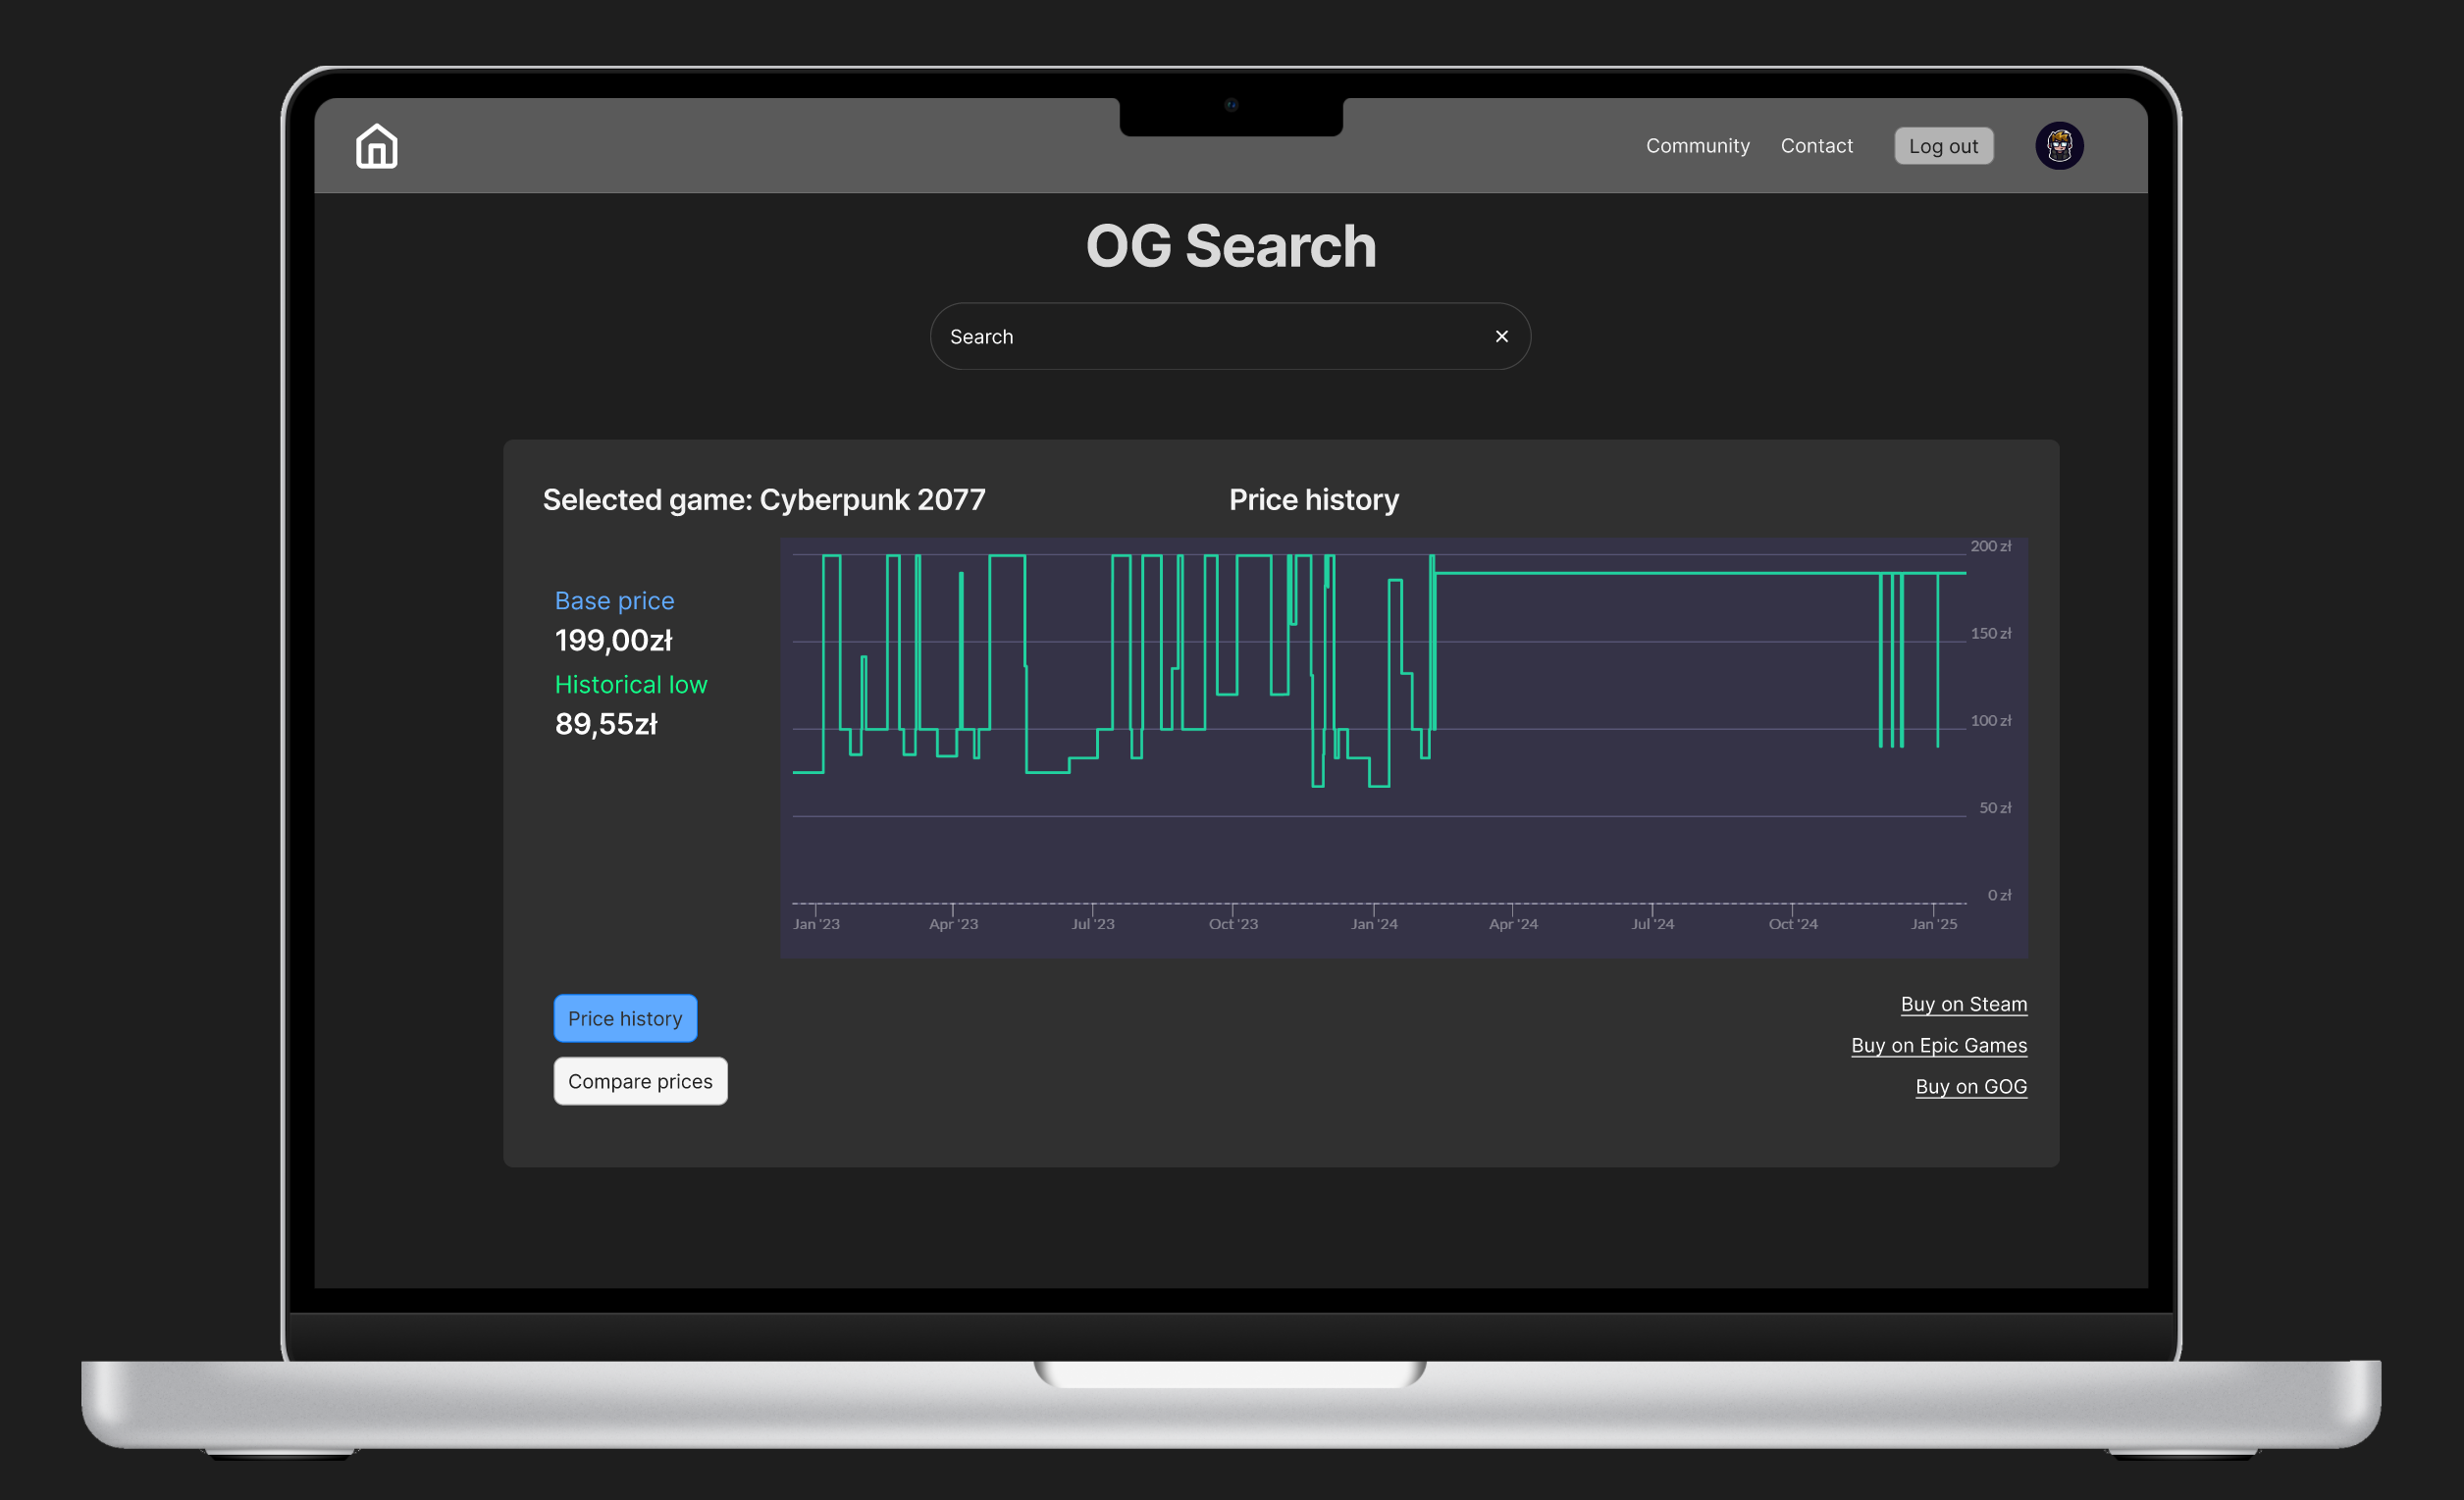 Community Contact Log out
OG Search
Search
Selected game: Cyberpunk 2077
Price history
Base price
199,00zł
Historical low
89,55zł
200 zł
150 zł
100 zł
50 zł
0 zł
Jan '23 Apr '23 Jul '23 Oct '23 Jan '24 Apr '24 Jul '24 Oct '24 Jan '25
Price history
Compare prices
Buy on Steam
Buy on Epic Games
Buy on GOG